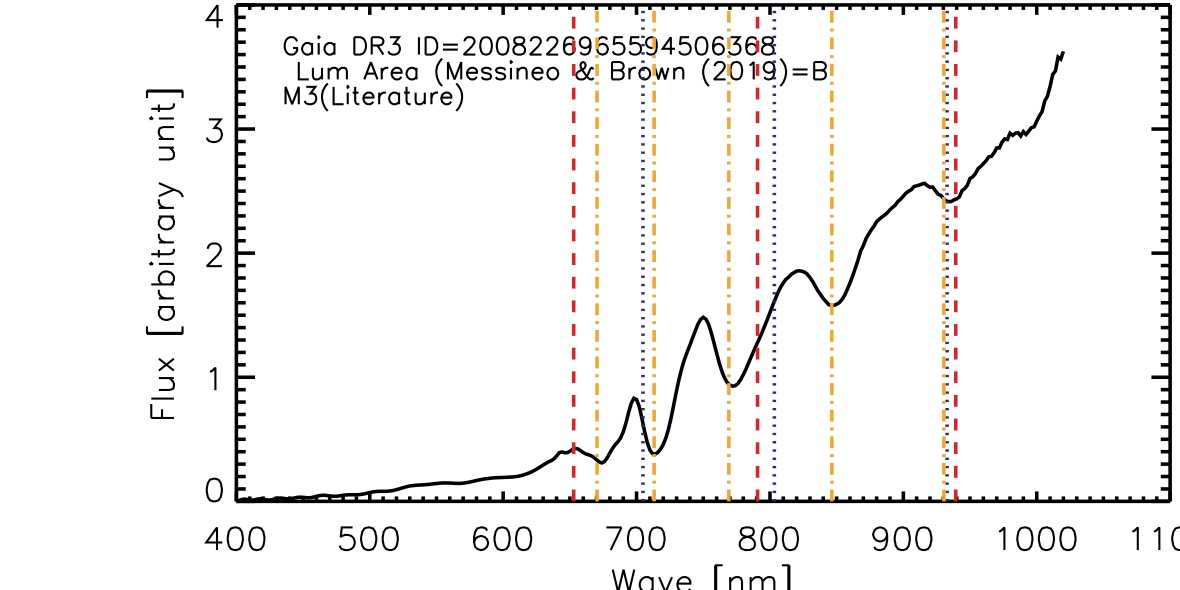 4
Gaia DR3 ID=2008226965594506368
Lum Area (Messineo & Brown (2019)=B
M3(Literature)
3
2
1
0
Flux [arbitrary unit]
400 500 600 700 800 900 1000 110
Wave [nm]